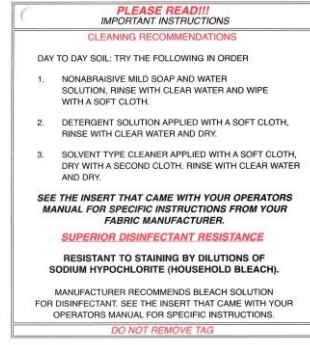 PLEASE READ!!!
IMPORTANT INSTRUCTIONS
CLEANING RECOMMENDATIONS
DAY TO DAY SOIL: TRY THE FOLLOWING IN ORDER
1. NONABRAISIVE MILD SOAP AND WATER
SOLUTION, RINSE WITH CLEAR WATER AND WIPE
WITH A SOFT CLOTH.
2. DETERGENT SOLUTION APPLIED WITH A SOFT CLOTH,
RINSE WITH CLEAR WATER AND DRY.
3. SOLVENT TYPE CLEANER APPLIED WITH A SOFT CLOTH,
DRY WITH A SECOND CLOTH. RINSE WITH CLEAR WATER
AND DRY.
SEE THE INSERT THAT CAME WITH YOUR OPERATORS
MANUAL FOR SPECIFIC INSTRUCTIONS FROM YOUR
FABRIC MANUFACTURER.
SUPERIOR DISINFECTANT RESISTANCE
RESISTANT TO STAINING BY DILUTIONS OF
SODIUM HYPOCHLORITE (HOUSEHOLD BLEACH).
MANUFACTURER RECOMMENDS BLEACH SOLUTION
FOR DISINFECTANT. SEE THE INSERT THAT CAME WITH YOUR
OPERATORS MANUAL FOR SPECIFIC INSTRUCTIONS.
DO NOT REMOVE TAG